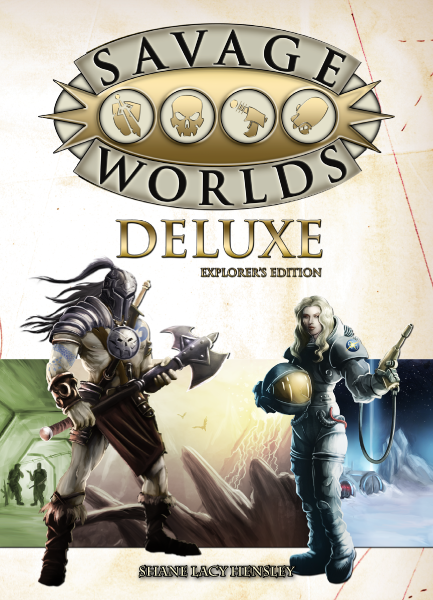 SAVAGE
WORLDS
DELUXE
EXPLORER'S EDITION
SHANE LACY HENSLEY